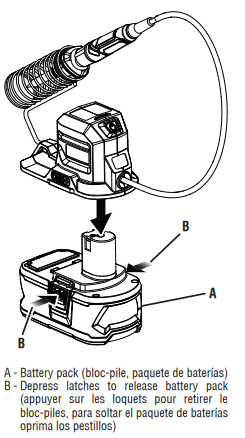 B
A
B
A - Battery pack (bloc-pile, paquete de baterías)
B - Depress latches to release battery pack
(appuyer sur les loquets pour retirer le
bloc-piles, para soltar el paquete de baterías
oprima los pestillos)